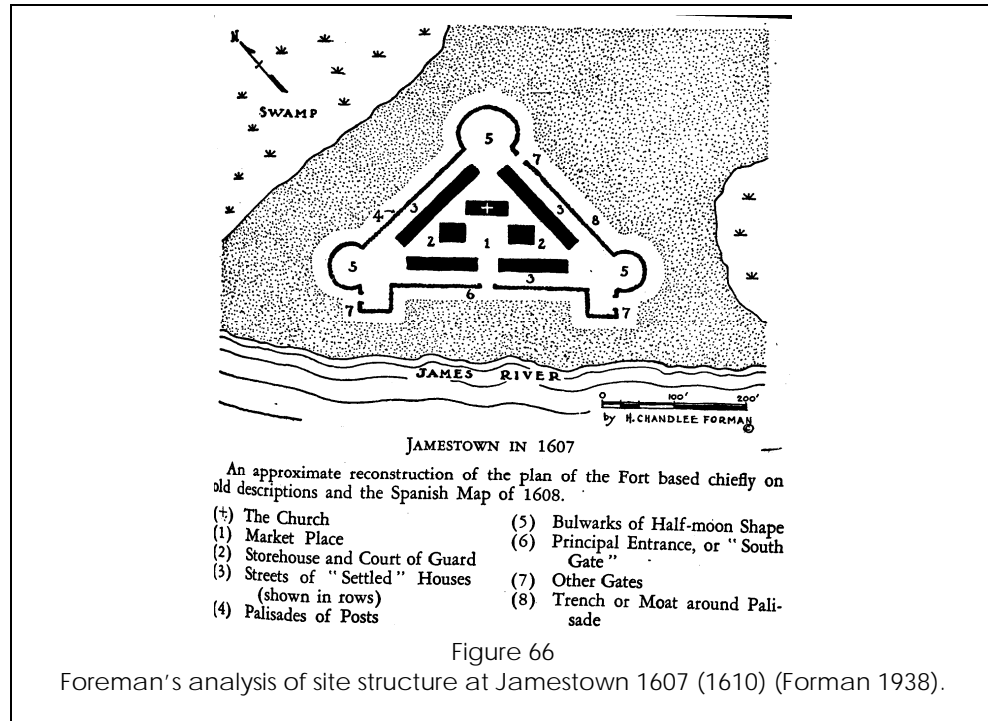 N
SWAMP
5
7
4
3
3
8
2
1
2
5
5
3
6
7
7
JAMES RIVER
0 100' 200'
by H. CHANDLEE FORMAN
©
JAMESTOWN IN 1607
An approximate reconstruction of the plan of the Fort based chiefly on
old descriptions and the Spanish Map of 1608.
(+) The Church
(1) Market Place
(2) Storehouse and Court of Guard
(3) Streets of "Settled" Houses
(shown in rows)
(4) Palisades of Posts
(5) Bulwarks of Half-moon Shape
(6) Principal Entrance, or "South
Gate"
(7) Other Gates
(8) Trench or Moat around Pali-
sade
Figure 66
Foreman's analysis of site structure at Jamestown 1607 (1610) (Forman 1938).